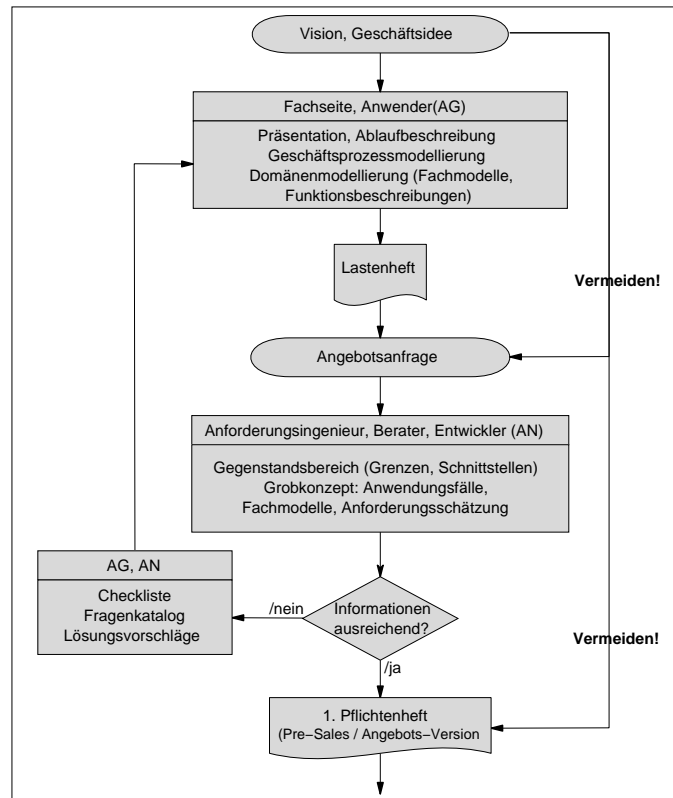 Vision, Geschäftsidee
Fachseite, Anwender(AG)
Präsentation, Ablaufbeschreibung
Geschäftsprozessmodellierung
Domänenmodellierung (Fachmodelle,
Funktionsbeschreibungen)
Lastenheft
Vermeiden!
Angebotsanfrage
Anforderungsingenieur, Berater, Entwickler (AN)
Gegenstandsbereich (Grenzen, Schnittstellen)
Grobkonzept: Anwendungsfälle,
Fachmodelle, Anforderungsschätzung
AG, AN
Checkliste
Fragenkatalog
Lösungsvorschläge
/nein
Informationen
ausreichend?
Vermeiden!
/ja
1. Pflichtenheft
(Pre−Sales / Angebots−Version